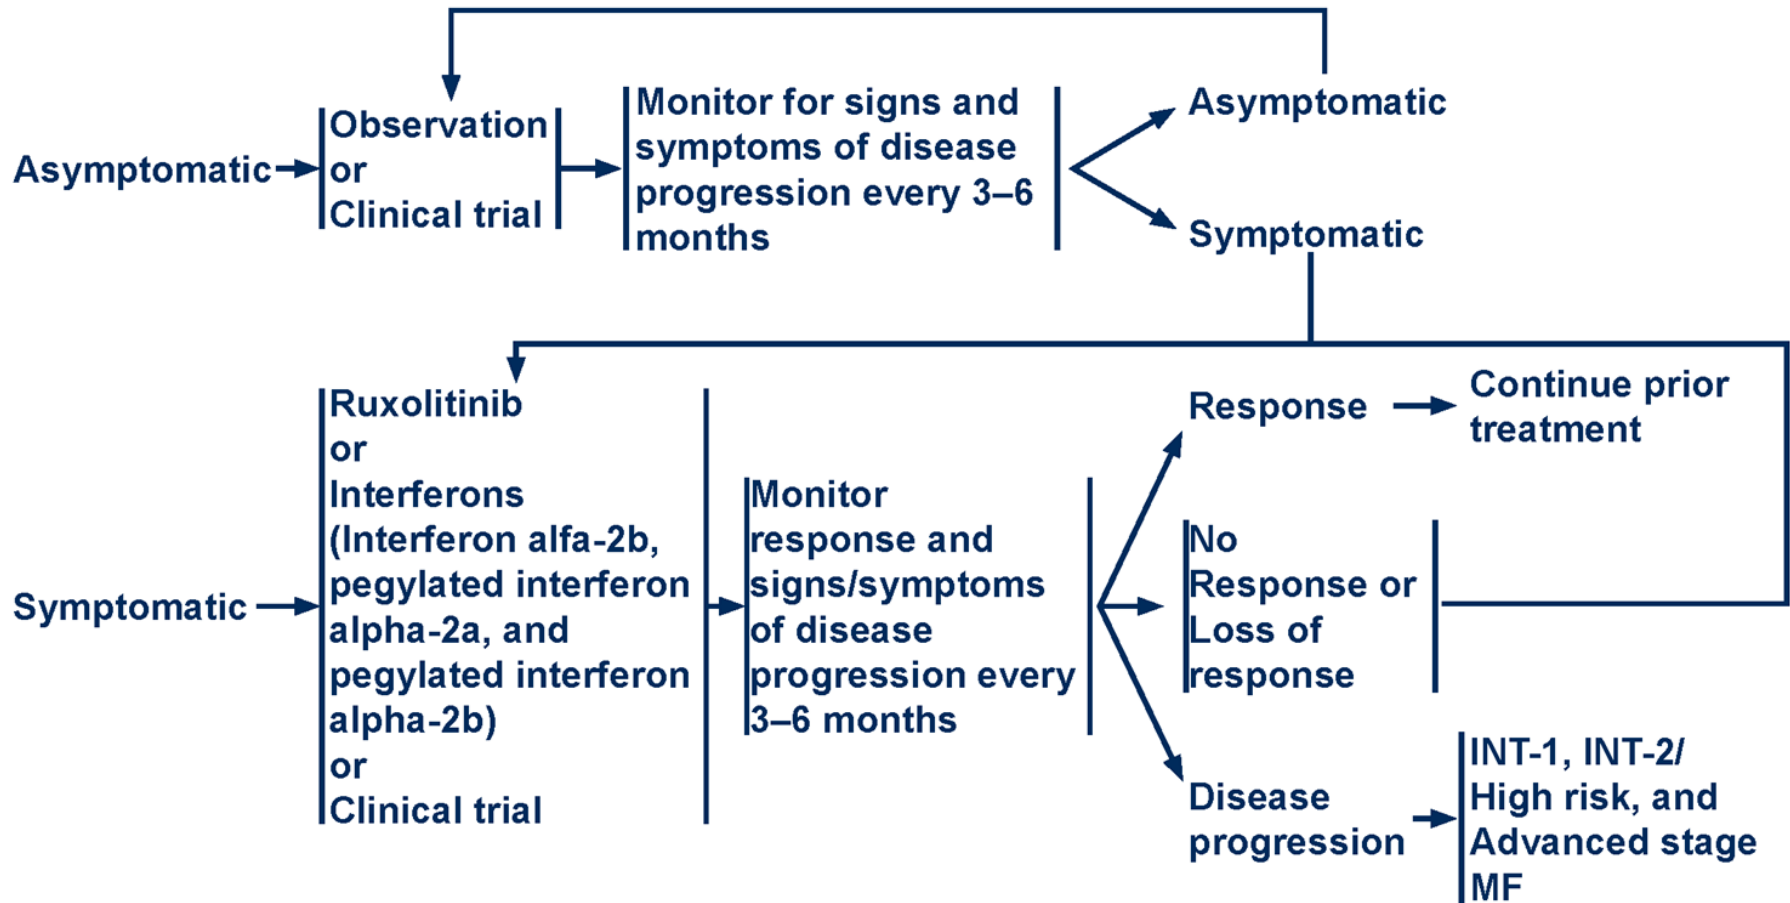 Asymptomatic
Observation
or
Clinical trial
Monitor for signs and
symptoms of disease
progression every 3–6
months
Asymptomatic
Symptomatic
Symptomatic
Ruxolitinib
or
Interferons
(Interferon alfa-2b,
pegylated interferon
alpha-2a, and
pegylated interferon
alpha-2b)
or
Clinical trial
Monitor
response and
signs/symptoms
of disease
progression every
3–6 months
Response
Continue prior
treatment
No
Response or
Loss of
response
Disease
progression
INT-1, INT-2/
High risk, and
Advanced stage
MF